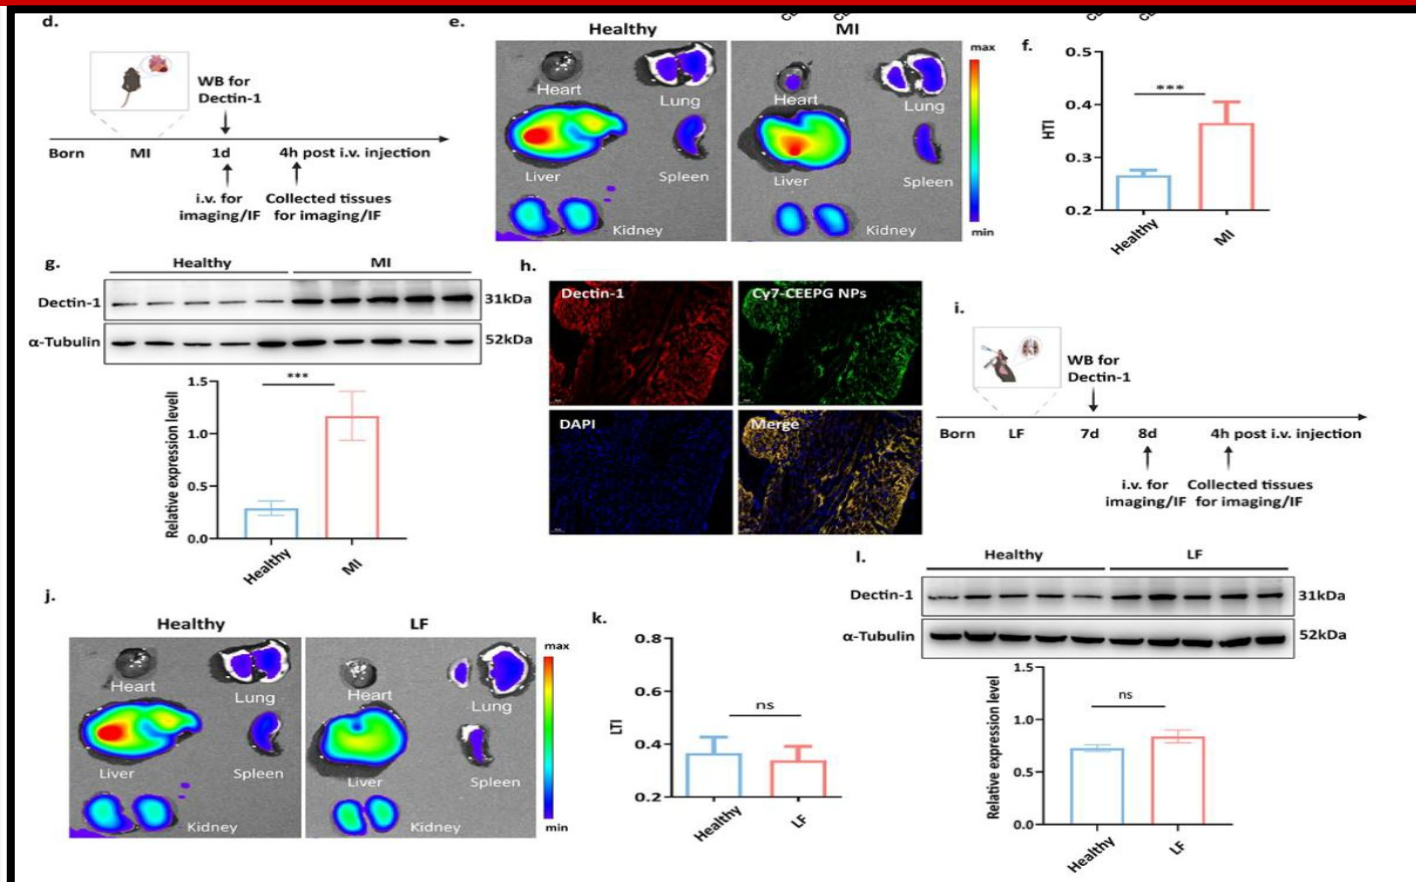 d.
WB for
Dectin-1
Born MI 1d 4h post i.v. injection
i.v. for
imaging/IF
Collected tissues
for imaging/IF
e.
Healthy MI
Heart
Lung
Liver
Spleen
Kidney
Heart
Lung
Liver
Spleen
Kidney
max
min
f.
HTI
0.5
0.4
0.3
0.2
***
Healthy
MI
g.
Healthy MI
Dectin-1 31kDa
α-Tubulin 52kDa
Relative expression levell
1.5
1.0
0.5
0.0
***
Healthy
MI
h.
Dectin-1
Cy7-CEEPG NPs
DAPI
Merge
i.
WB for
Dectin-1
Born LF 7d 8d 4h post i.v. injection
i.v. for
imaging/IF
Collected tissues
for imaging/IF
j.
Healthy LF
Heart
Lung
Liver
Spleen
Kidney
Heart
Lung
Liver
Spleen
Kidney
max
min
k.
LTI
0.8
0.6
0.4
0.2
ns
Healthy
LF
l.
Healthy LF
Dectin-1 31kDa
α-Tubulin 52kDa
Relative expression level
1.5
1.0
0.5
0.0
ns
Healthy
LF